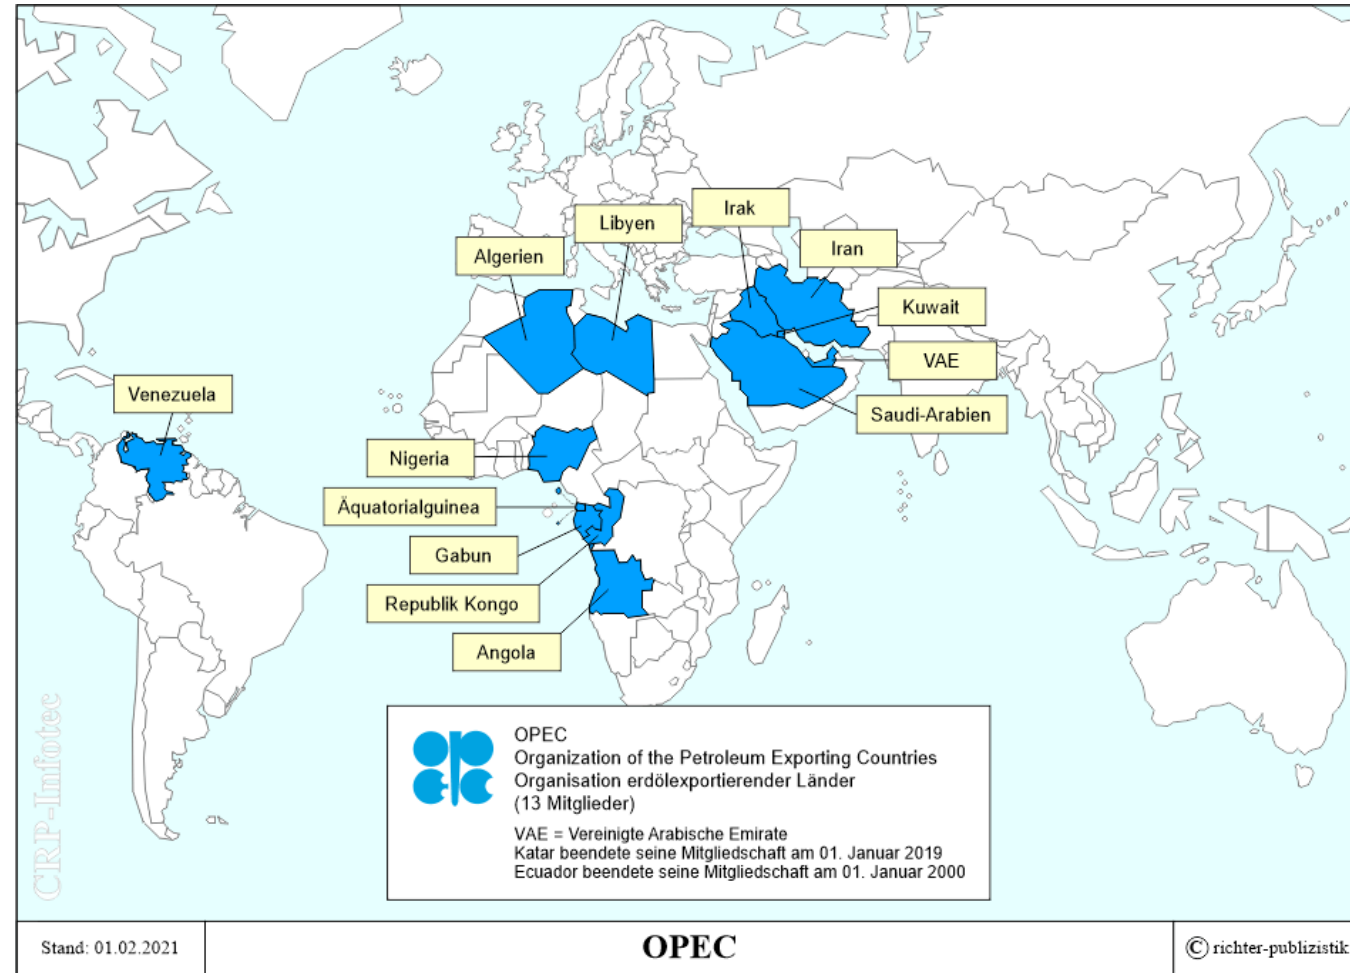 Irak
Libyen
Algerien
Iran
Kuwait
VAE
Saudi-Arabien
Venezuela
Nigeria
Äquatorialguinea
Gabun
Republik Kongo
Angola
OPEC
Organization of the Petroleum Exporting Countries
Organisation erdölexportierender Länder
(13 Mitglieder)
VAE = Vereinigte Arabische Emirate
Katar beendete seine Mitgliedschaft am 01. Januar 2019
Ecuador beendete seine Mitgliedschaft am 01. Januar 2000
CRP-Infotec
Stand: 01.02.2021
OPEC
© richter-publizistik